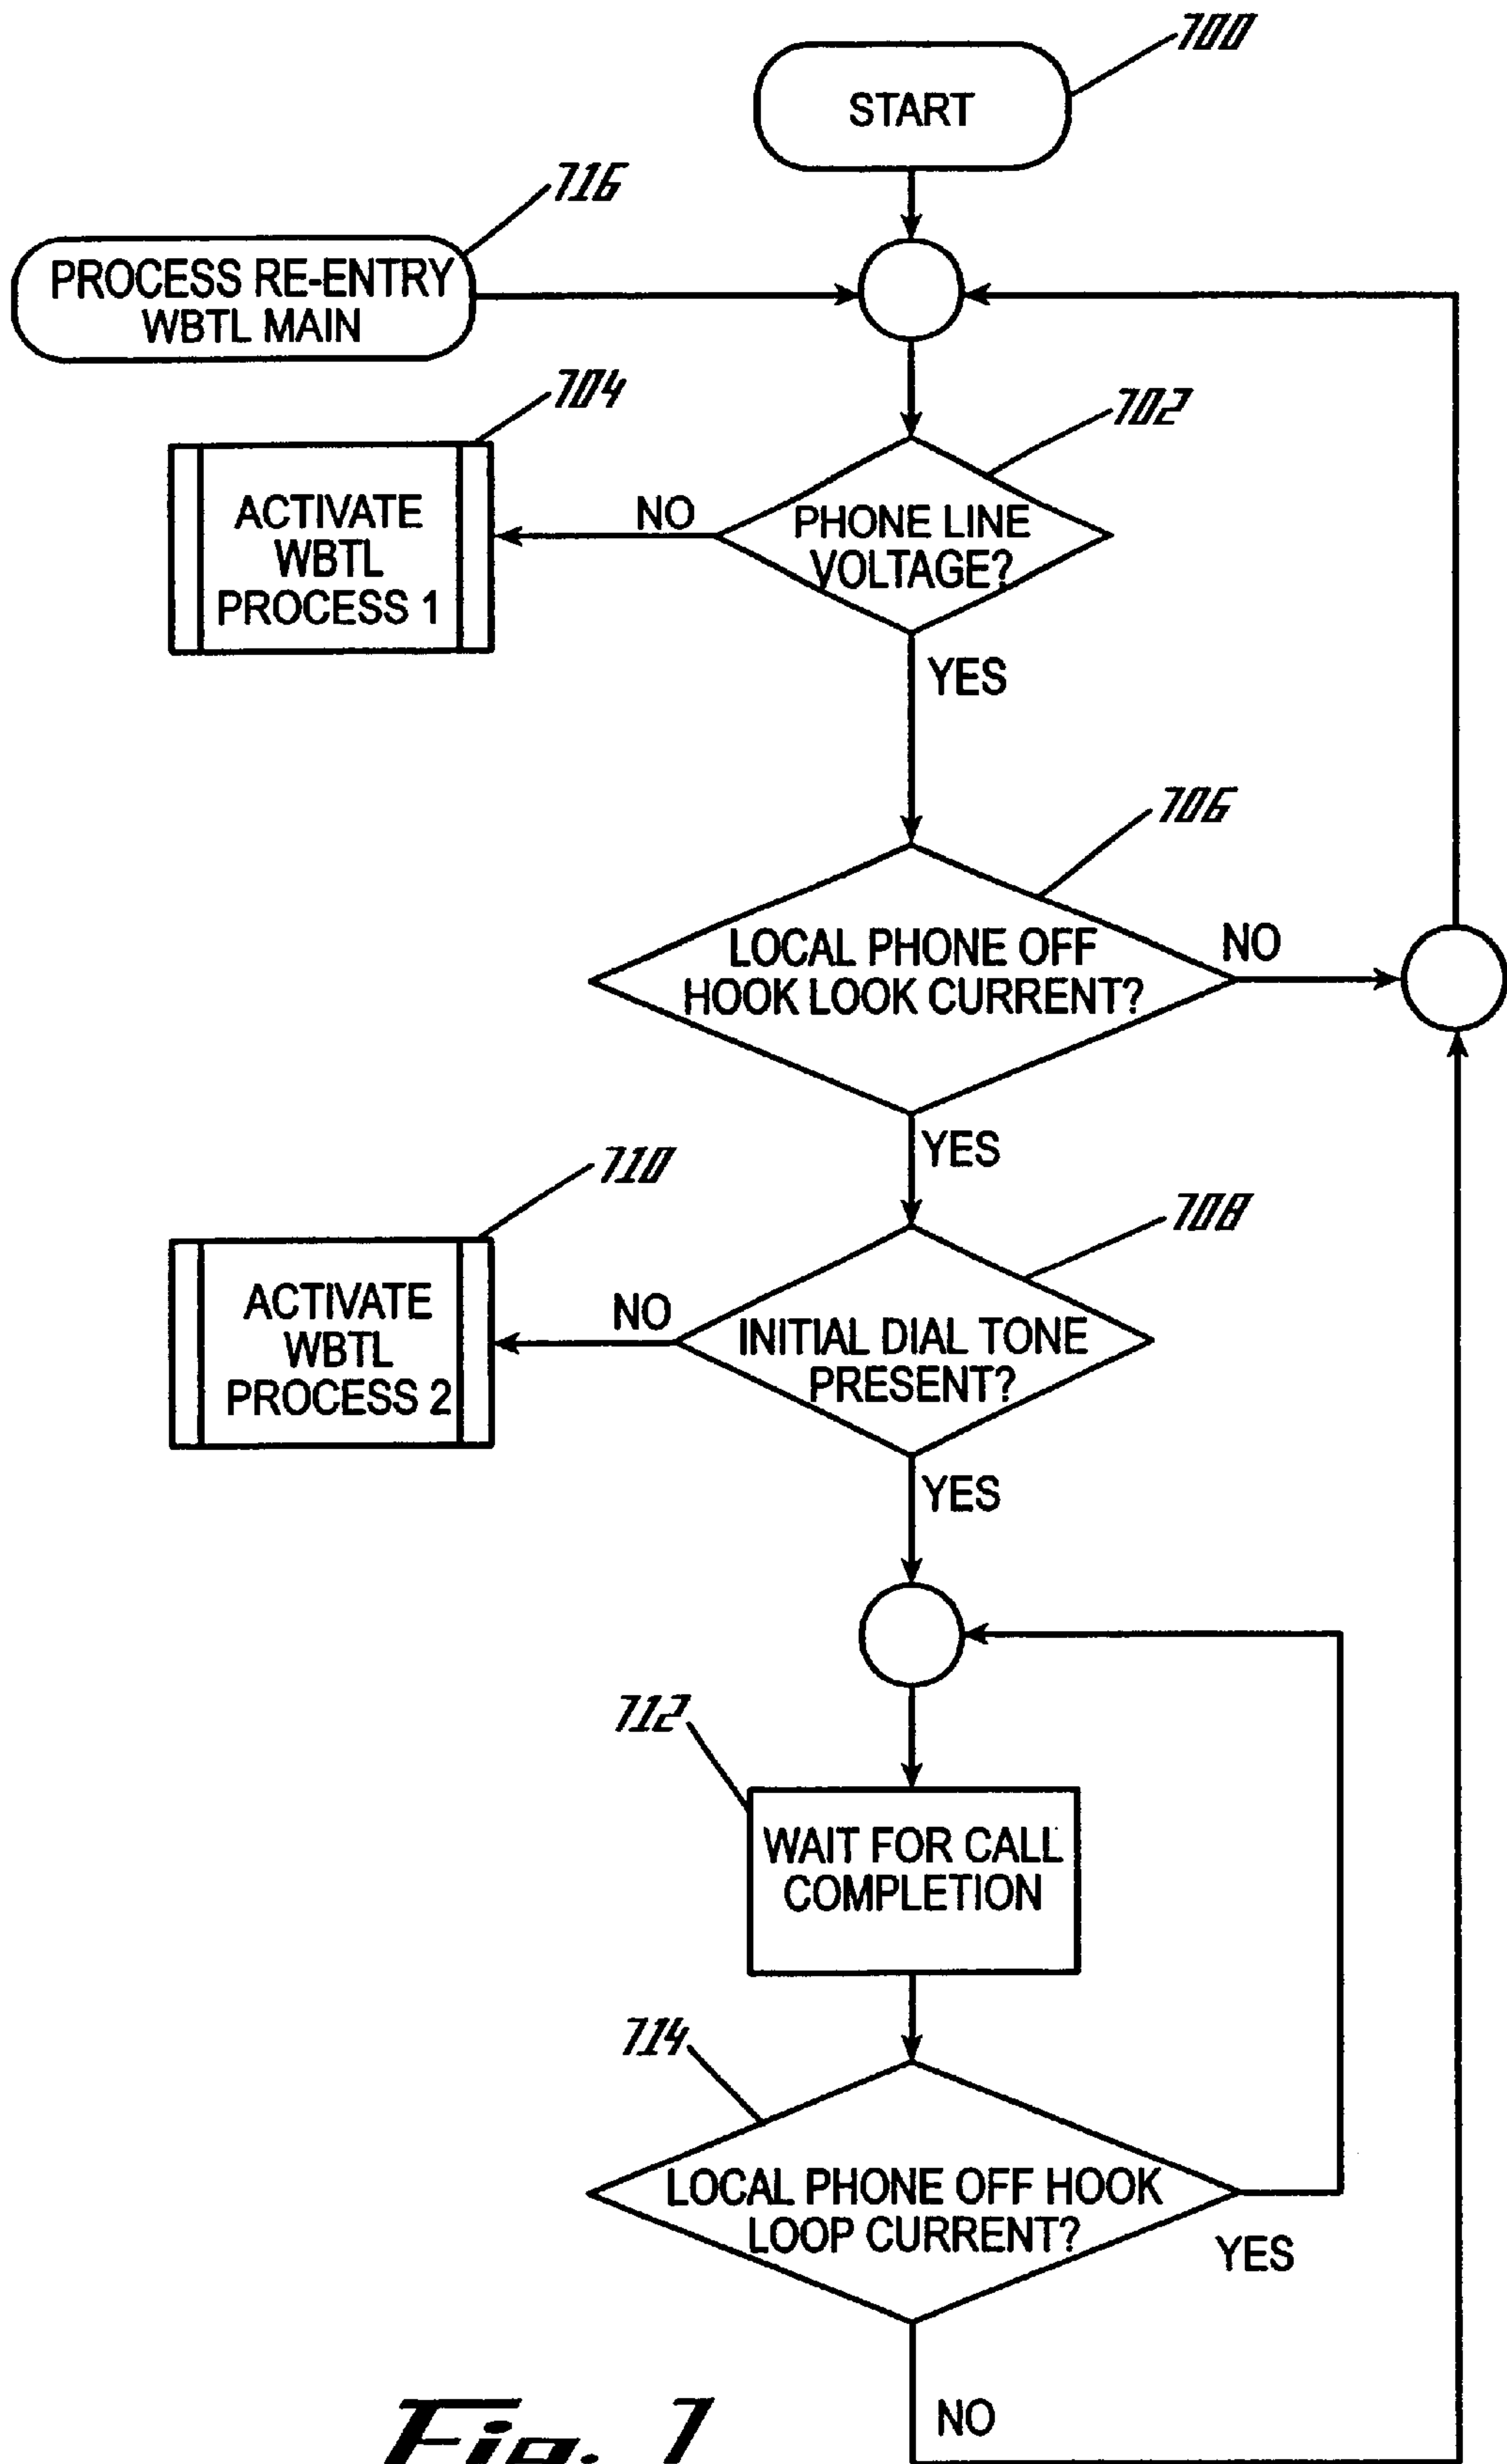 700
START
716
PROCESS RE-ENTRY
WBTL MAIN
704
702
ACTIVATE
WBTL
PROCESS 1
NO
PHONE LINE
VOLTAGE?
YES
706
LOCAL PHONE OFF
HOOK LOOK CURRENT?
NO
YES
710
708
ACTIVATE
WBTL
PROCESS 2
NO
INITIAL DIAL TONE
PRESENT?
YES
712
WAIT FOR CALL
COMPLETION
714
LOCAL PHONE OFF HOOK
LOOP CURRENT?
YES
NO
Fig. 7